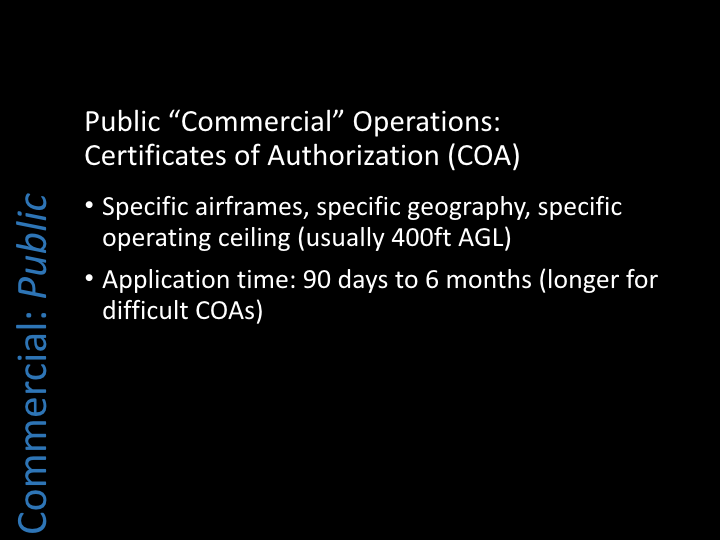 Commercial: Public
Public “Commercial” Operations:
Certificates of Authorization (COA)
• Specific airframes, specific geography, specific
operating ceiling (usually 400ft AGL)
• Application time: 90 days to 6 months (longer for
difficult COAs)